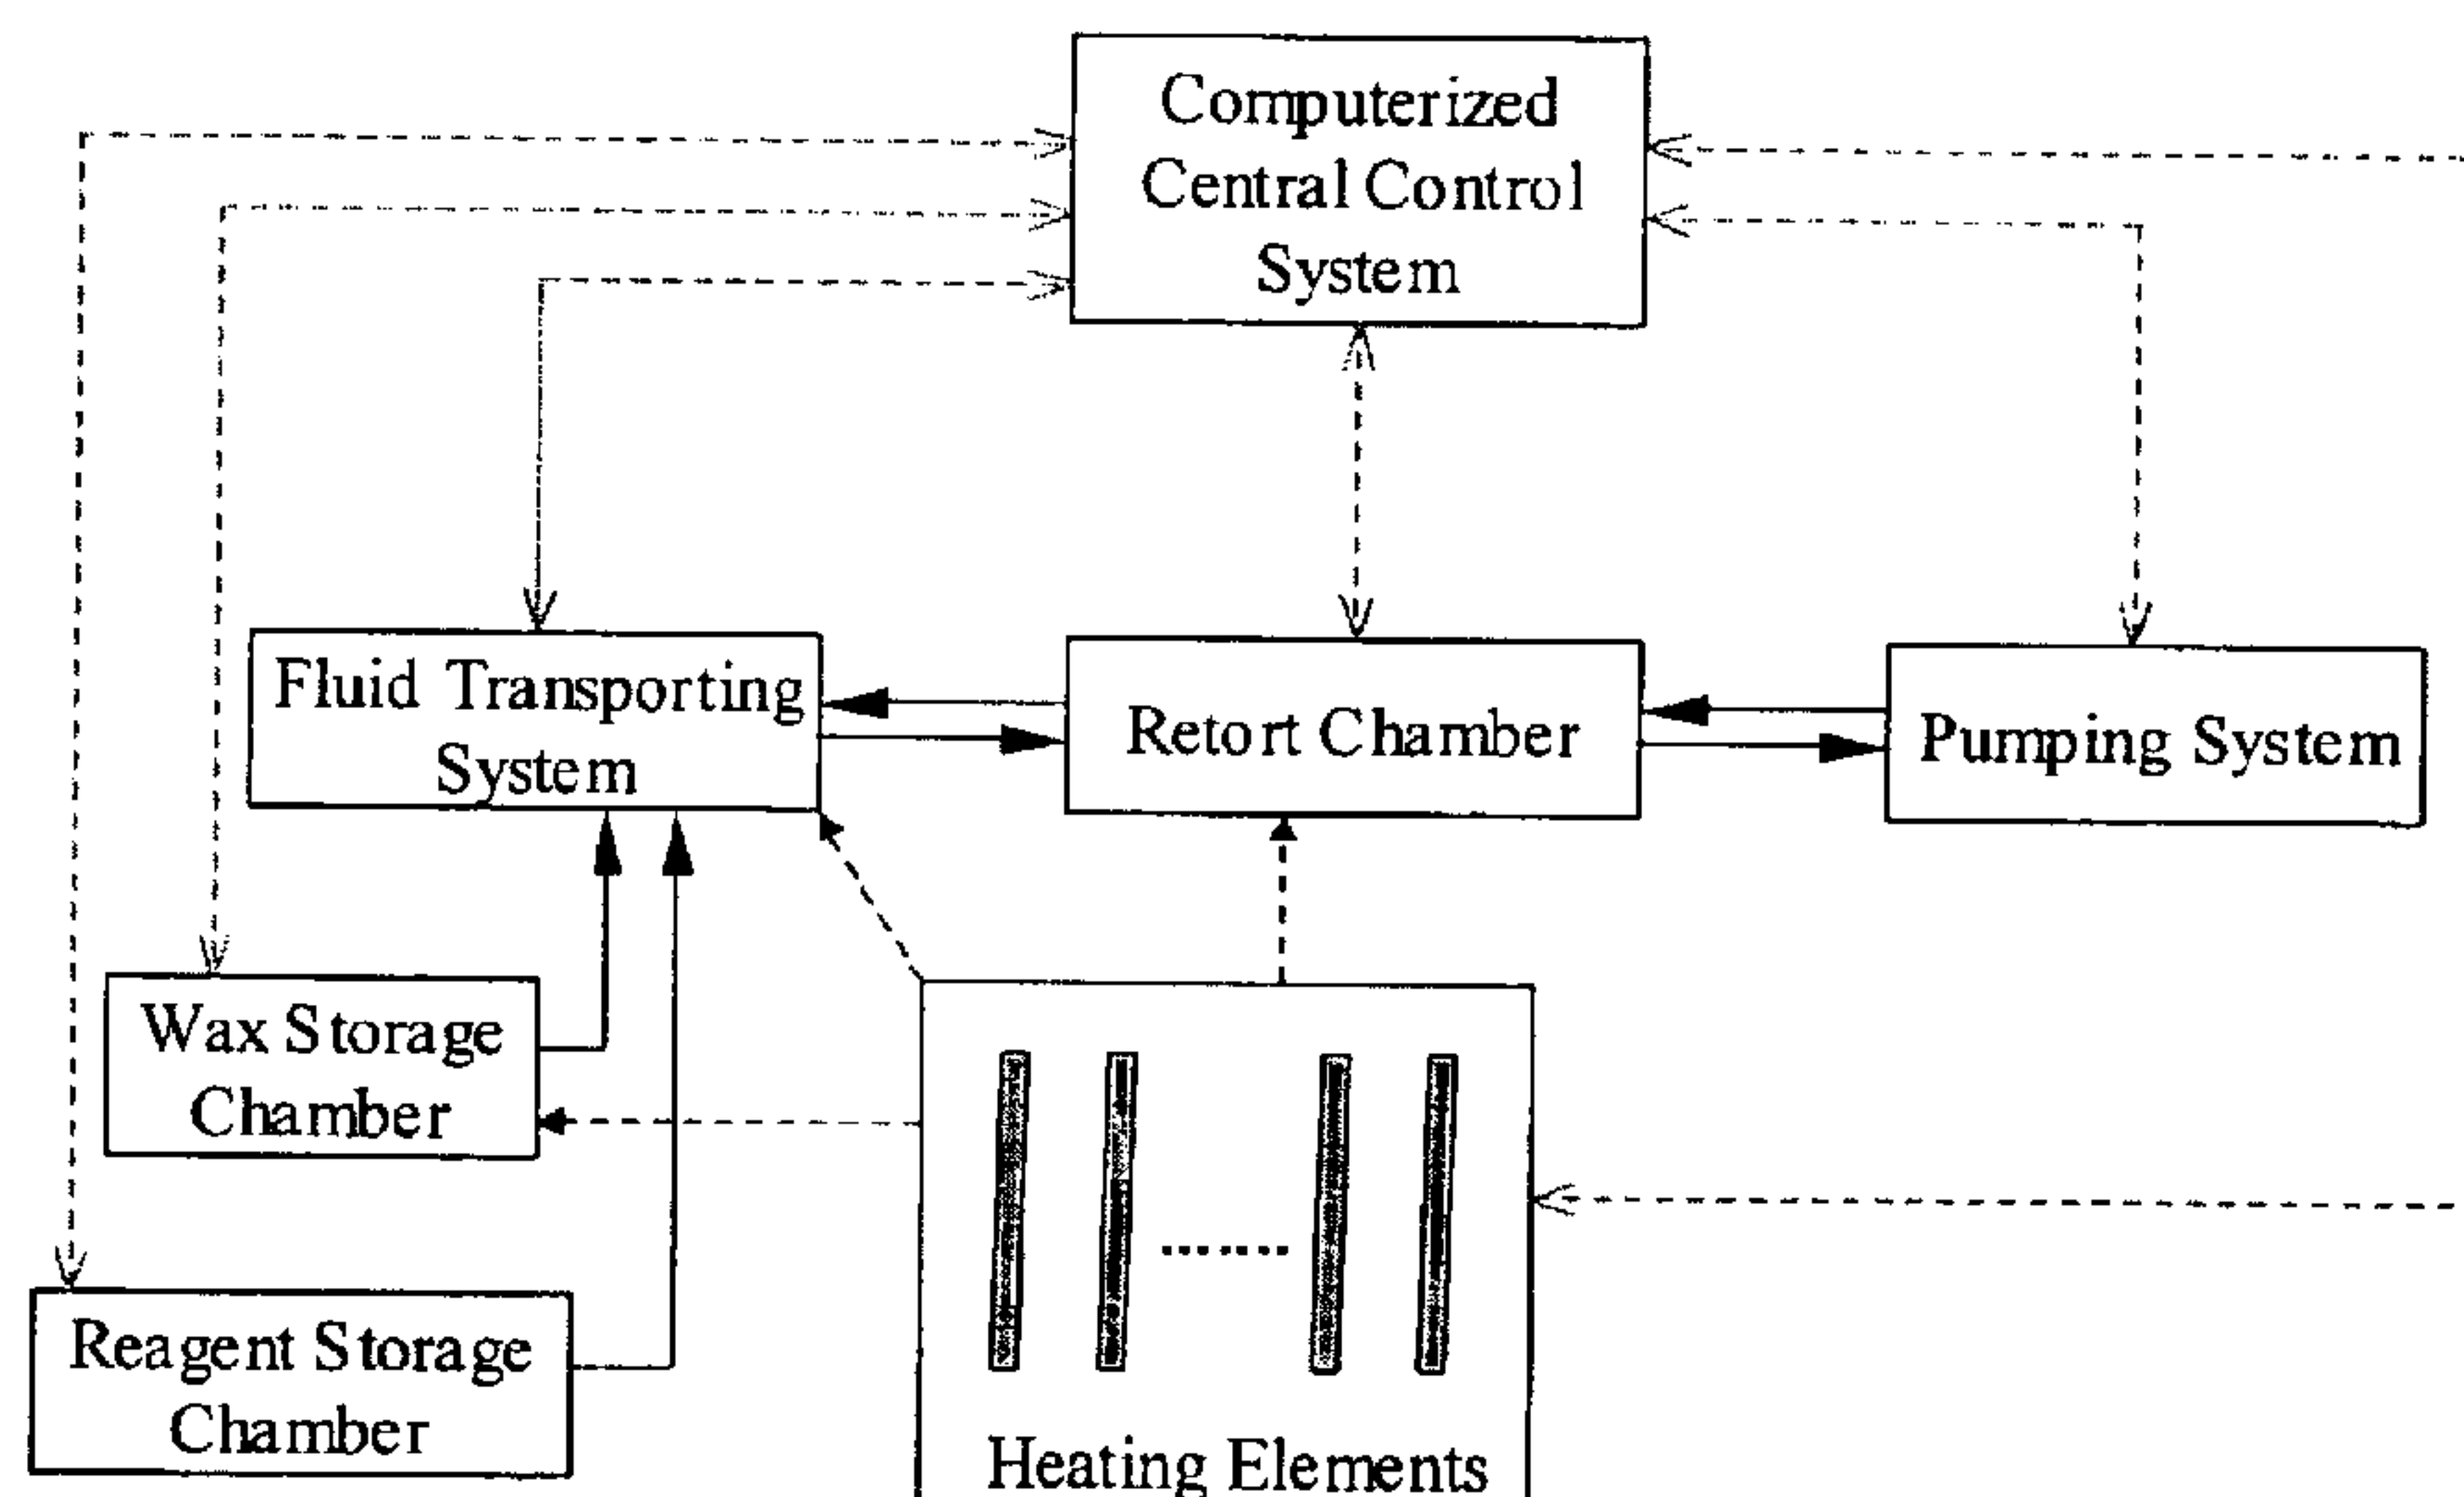 Computerized
Central Control
System
Fluid Transporting
System
Retort Chamber
Pumping System
Wax Storage
Chamber
Reagent Storage
Chamber
Heating Elements